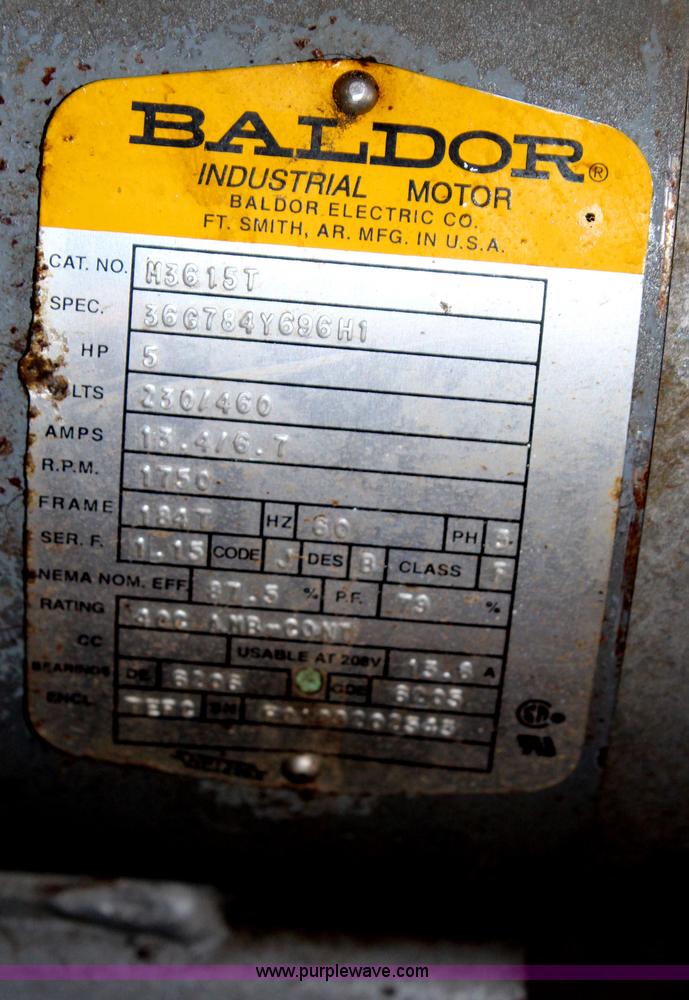 BALDOR®
INDUSTRIAL MOTOR
BALDOR ELECTRIC CO.
FT. SMITH, AR. MFG. IN U.S.A.
CAT. NO. M3615T
SPEC. 36G784Y696H1
HP 5
VOLTS 230/460
AMPS 13.4/6.7
R.P.M. 1750
FRAME 184T HZ 60 PH 3
SER. F. 1.15 CODE J DES B CLASS F
NEMA NOM. EFF. 87.5 % P.F. 79 %
RATING 40C AMB-CONT
CC USABLE AT 208V 15.6 A
BEARINGS DE 6206 ODE 6205
ENCL. TEFC SN
www.purplewave.com